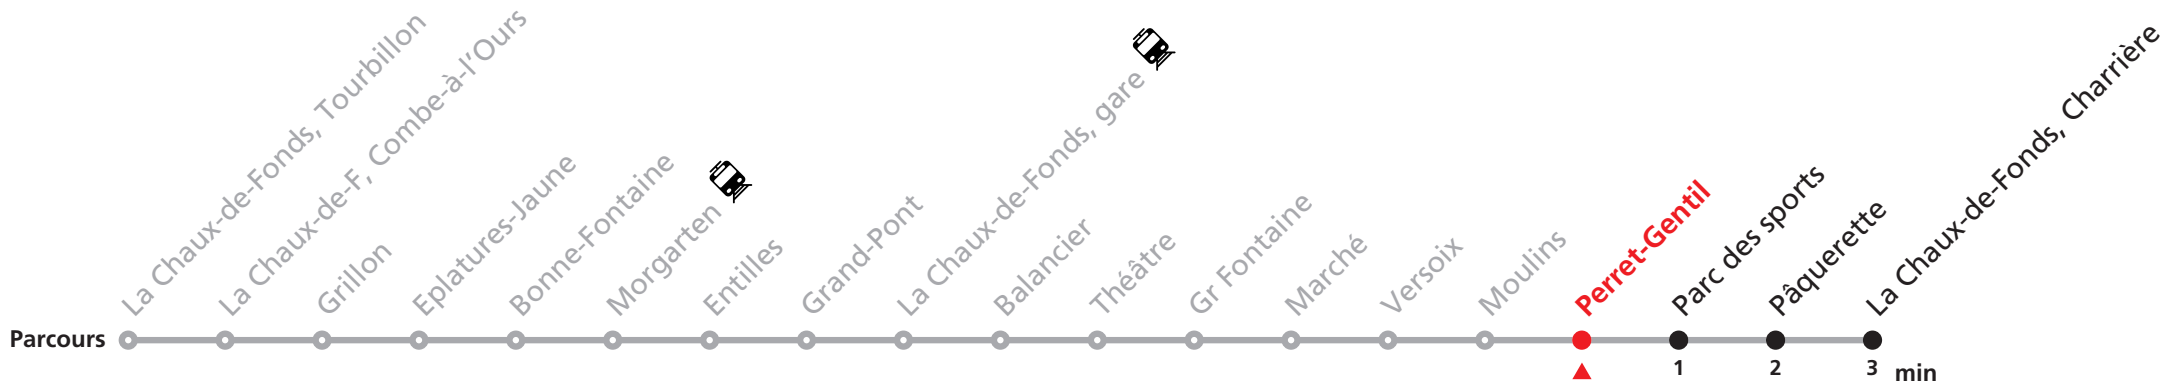 La Chaux-de-Fonds, Tourbillon
La Chaux-de-F, Combe-à-l'Ours
Grillon
Eplatures-Jaune
Bonne-Fontaine
Morgarten
Entilles
Grand-Pont
La Chaux-de-Fonds, gare
Balancier
Théâtre
Gr Fontaine
Marché
Versoix
Moulins
Perret-Gentil
Parc des sports
Pâquerette
La Chaux-de-Fonds, Charrière
Parcours
1 2 3 min